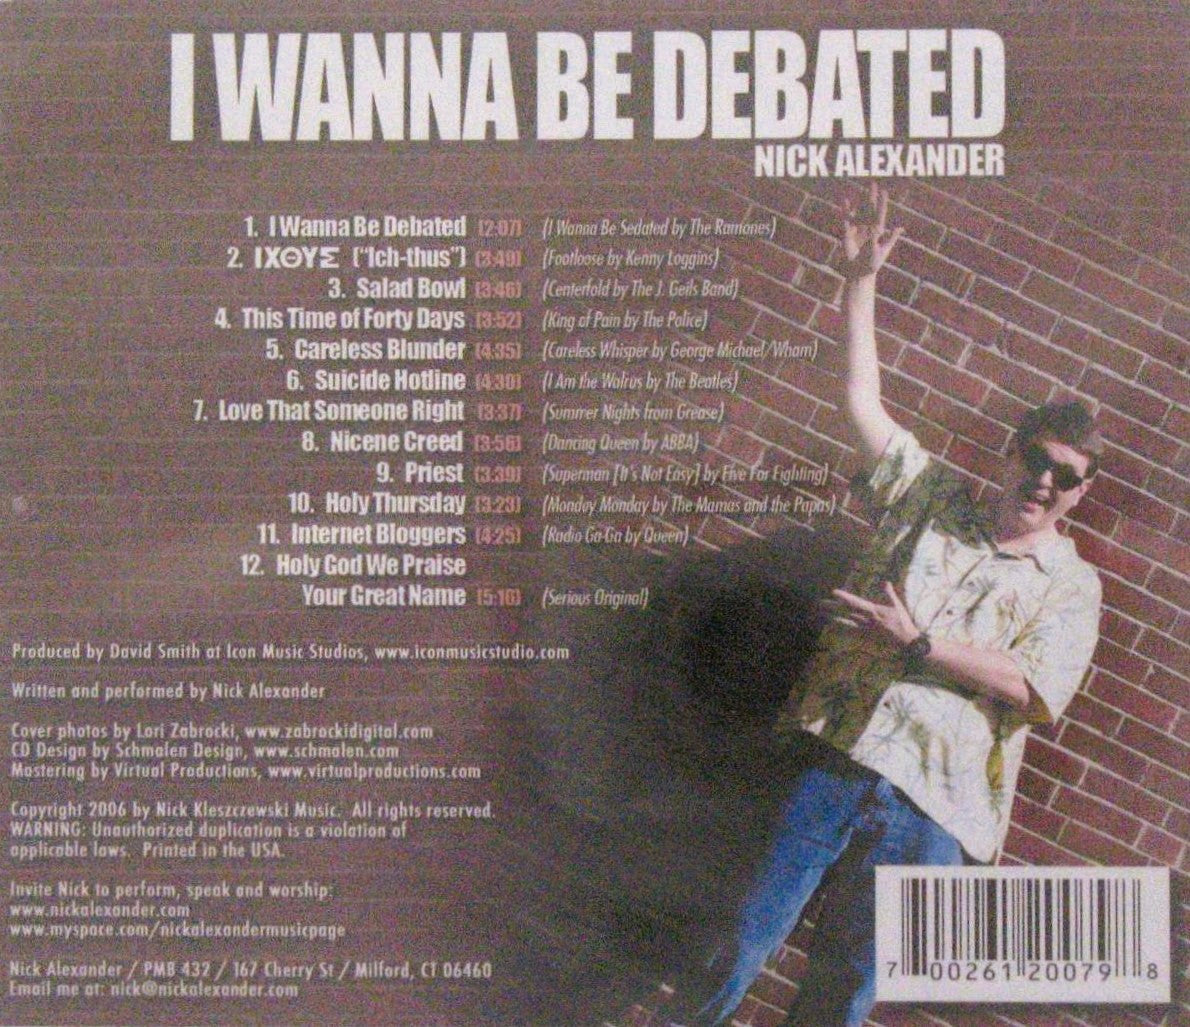 I WANNA BE DEBATED
NICK ALEXANDER
1. I Wanna Be Debated [2:07] (I Wanna Be Sedated by The Ramones)
2. ΙΧΘΥΣ ["Ich-thus"] [3:49] (Footloose by Kenny Loggins)
3. Salad Bowl [3:46] (Centerfold by The J. Geils Band)
4. This Time of Forty Days [3:52] (King of Pain by The Police)
5. Careless Blunder [4:35] (Careless Whisper by George Michael/Wham)
6. Suicide Hotline [4:30] (I Am the Walrus by The Beatles)
7. Love That Someone Right [3:37] (Summer Nights from Grease)
8. Nicene Creed [3:56] (Dancing Queen by ABBA)
9. Priest [3:39] (Superman [It's Not Easy] by Five For Fighting)
10. Holy Thursday [3:23] (Monday Monday by The Mamas and the Papas)
11. Internet Bloggers [4:25] (Radio Ga-Ga by Queen)
12. Holy God We Praise
Your Great Name [5:10] (Serious Original)
Produced by David Smith at Icon Music Studios, www.iconmusicstudio.com
Written and performed by Nick Alexander
Cover photos by Lori Zabrocki, www.zabrockidigital.com
CD Design by Schmalen Design, www.schmalen.com
Mastering by Virtual Productions, www.virtualproductions.com
Copyright 2006 by Nick Kleszczewski Music. All rights reserved.
WARNING: Unauthorized duplication is a violation of
applicable laws. Printed in the USA.
Invite Nick to perform, speak and worship:
www.nickalexander.com
www.myspace.com/nickalexandermusicpage
Nick Alexander / PMB 432 / 167 Cherry St / Milford, CT 06460
Email me at: nick@nickalexander.com
7 00261 20079 8